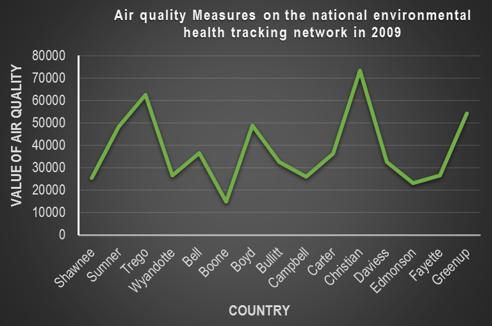 Air quality Measures on the national environmental
health tracking network in 2009
VALUE OF AIR QUALITY
80000
70000
60000
50000
40000
30000
20000
10000
0
Shawnee
Sumner
Trego
Wyandotte
Bell
Boone
Boyd
Bullitt
Campbell
Carter
Christian
Daviess
Edmonson
Fayette
Greenup
COUNTRY